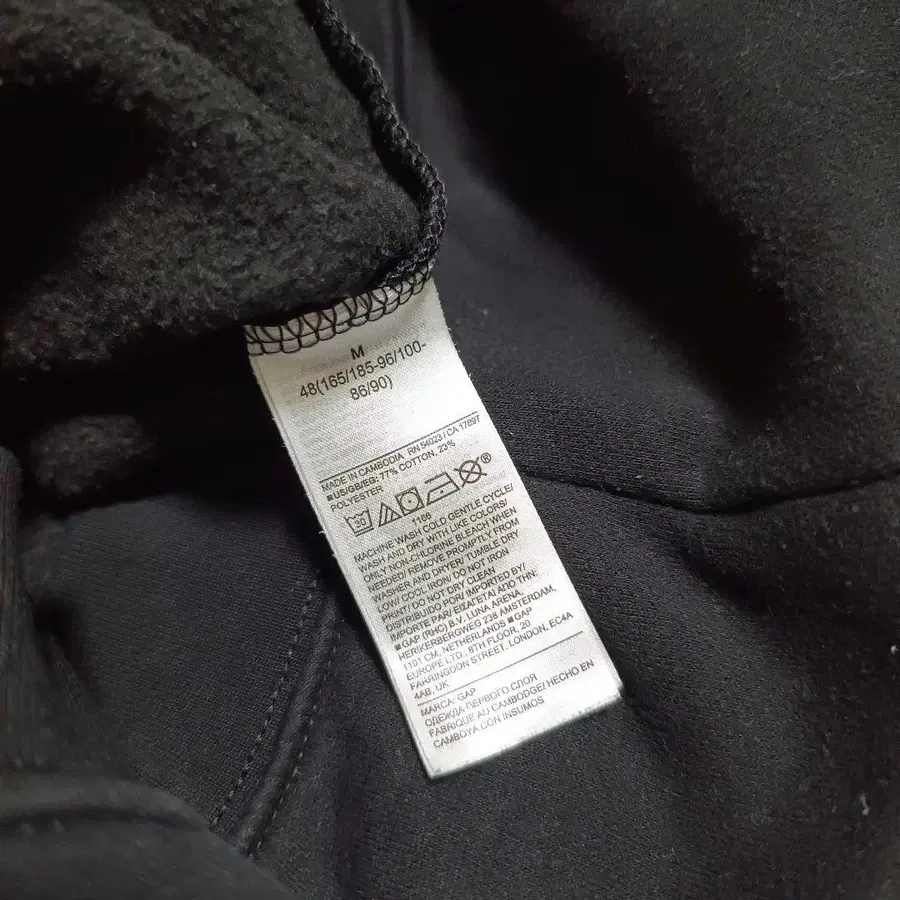 M
48(165/185-96/100-
86/90)
MADE IN CAMBODIA RN 54023 / CA 17897
■US/GB/EG: 77% COTTON, 23%
POLYESTER
30
®
1166
MACHINE WASH COLD GENTLE CYCLE/
WASH AND DRY WITH LIKE COLORS/
ONLY NON-CHLORINE BLEACH WHEN
NEEDED/ REMOVE PROMPTLY FROM
WASHER AND DRYER/ TUMBLE DRY
LOW/ COOL IRON/ DO NOT IRON
PRINT/ DO NOT DRY CLEAN
DISTRIBUIDO POR/ IMPORTED BY/
IMPORTE PAR/ ΕΙΣΑΓΕΤΑΙ ΑΠΟ ΤΗΝ:
■GAP (RHC) B.V, LUNA ARENA,
HERIKERBERGWEG 238 AMSTERDAM,
1101 CM, NETHERLANDS ■GAP
EUROPE LTD., 8TH FLOOR, 20
FARRINGDON STREET, LONDON, EC4A
4AB, UK
MARCA: GAP
ОДЕЖДА ПЕРВОГО СЛОЯ
FABRIQUE AU CAMBODGE/ HECHO EN
CAMBOYA CON INSUMOS